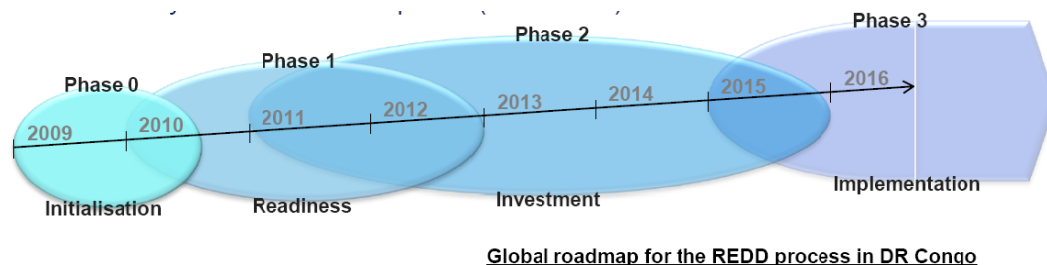 Phase 0
Phase 1
Phase 2
Phase 3
2009
2010
2011
2012
2013
2014
2015
2016
Initialisation
Readiness
Investment
Implementation
Global roadmap for the REDD process in DR Congo